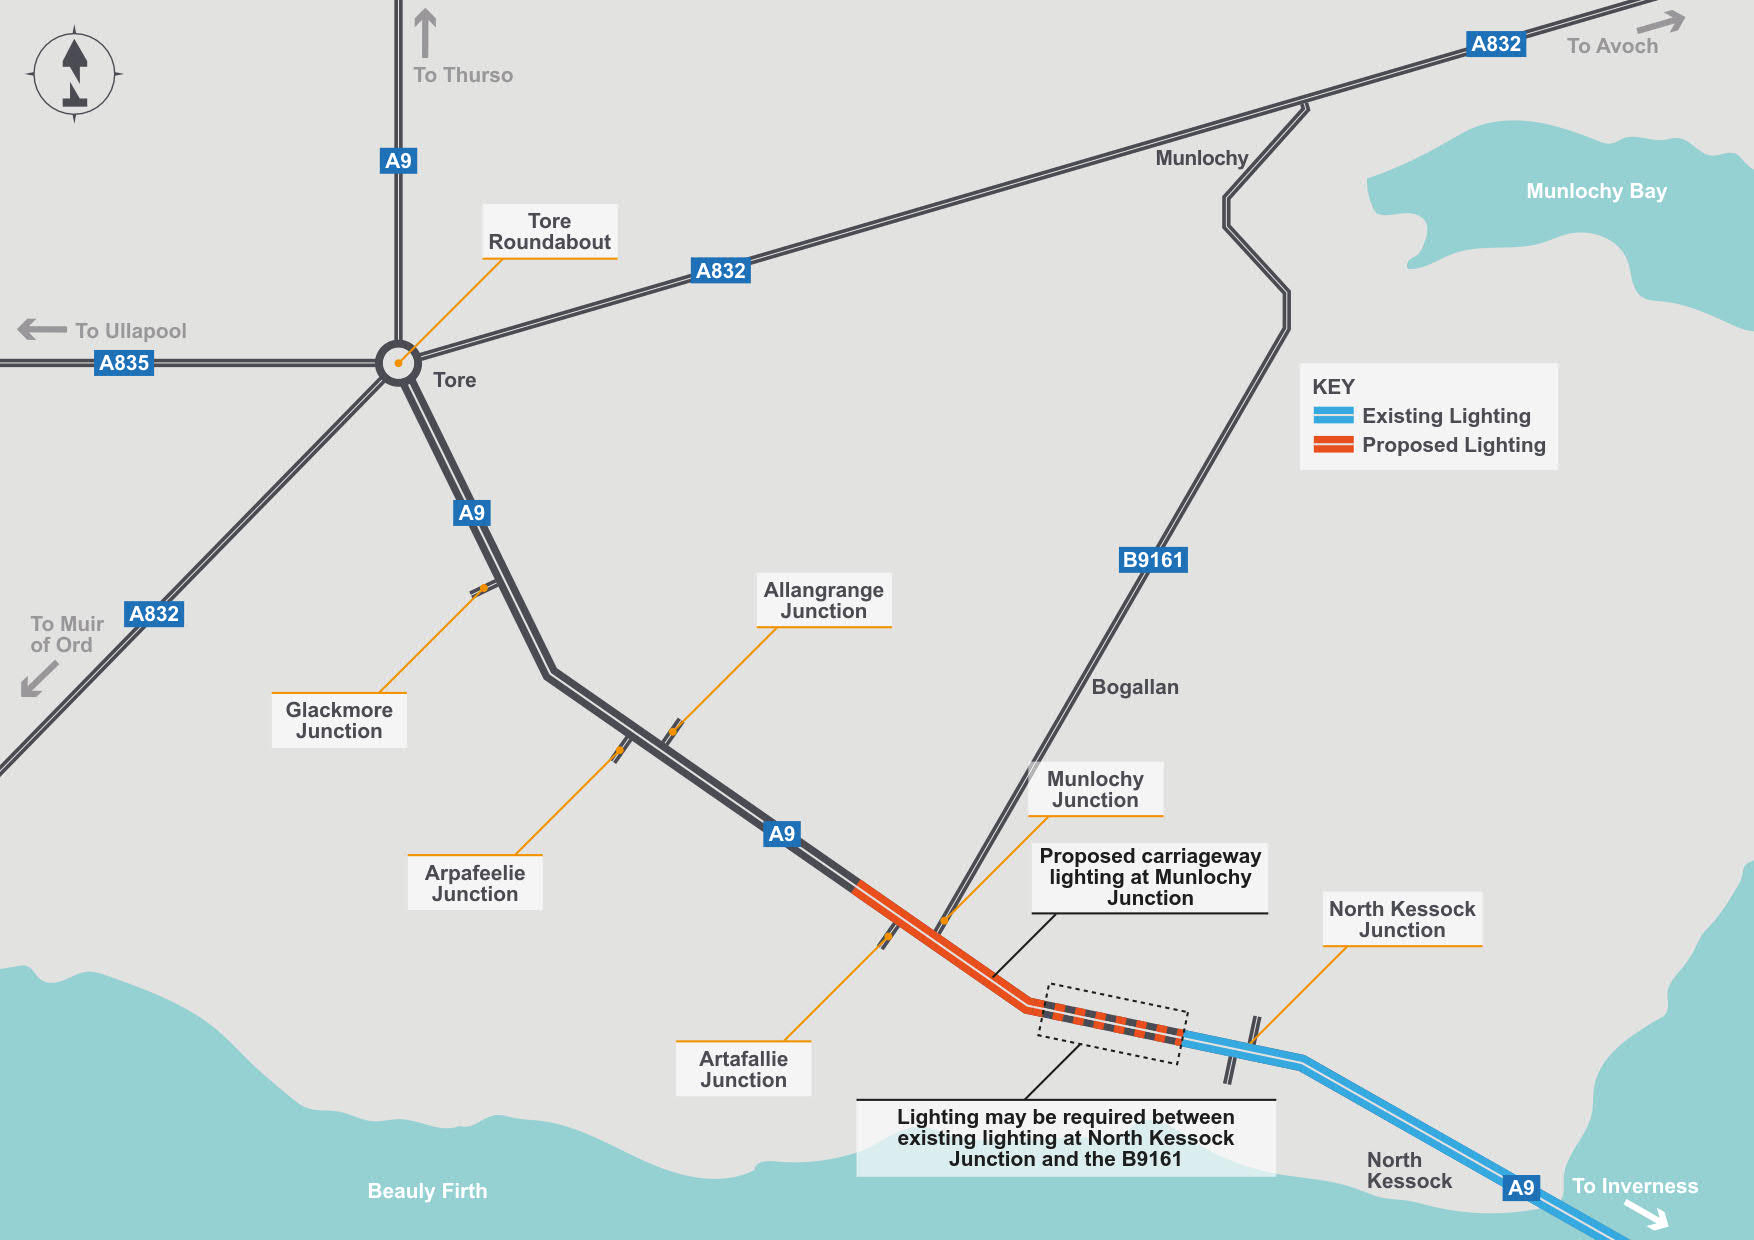 To Thurso
A832
To Avoch
A9
Munlochy
Munlochy Bay
Tore
Roundabout
A832
To Ullapool
A835
Tore
KEY
Existing Lighting
Proposed Lighting
A9
B9161
Allangrange
Junction
A832
To Muir
of Ord
Bogallan
Glackmore
Junction
Munlochy
Junction
A9
Proposed carriageway
lighting at Munlochy
Junction
Arpafeelie
Junction
North Kessock
Junction
Artafallie
Junction
Lighting may be required between
existing lighting at North Kessock
Junction and the B9161
North
Kessock
A9
To Inverness
Beauly Firth